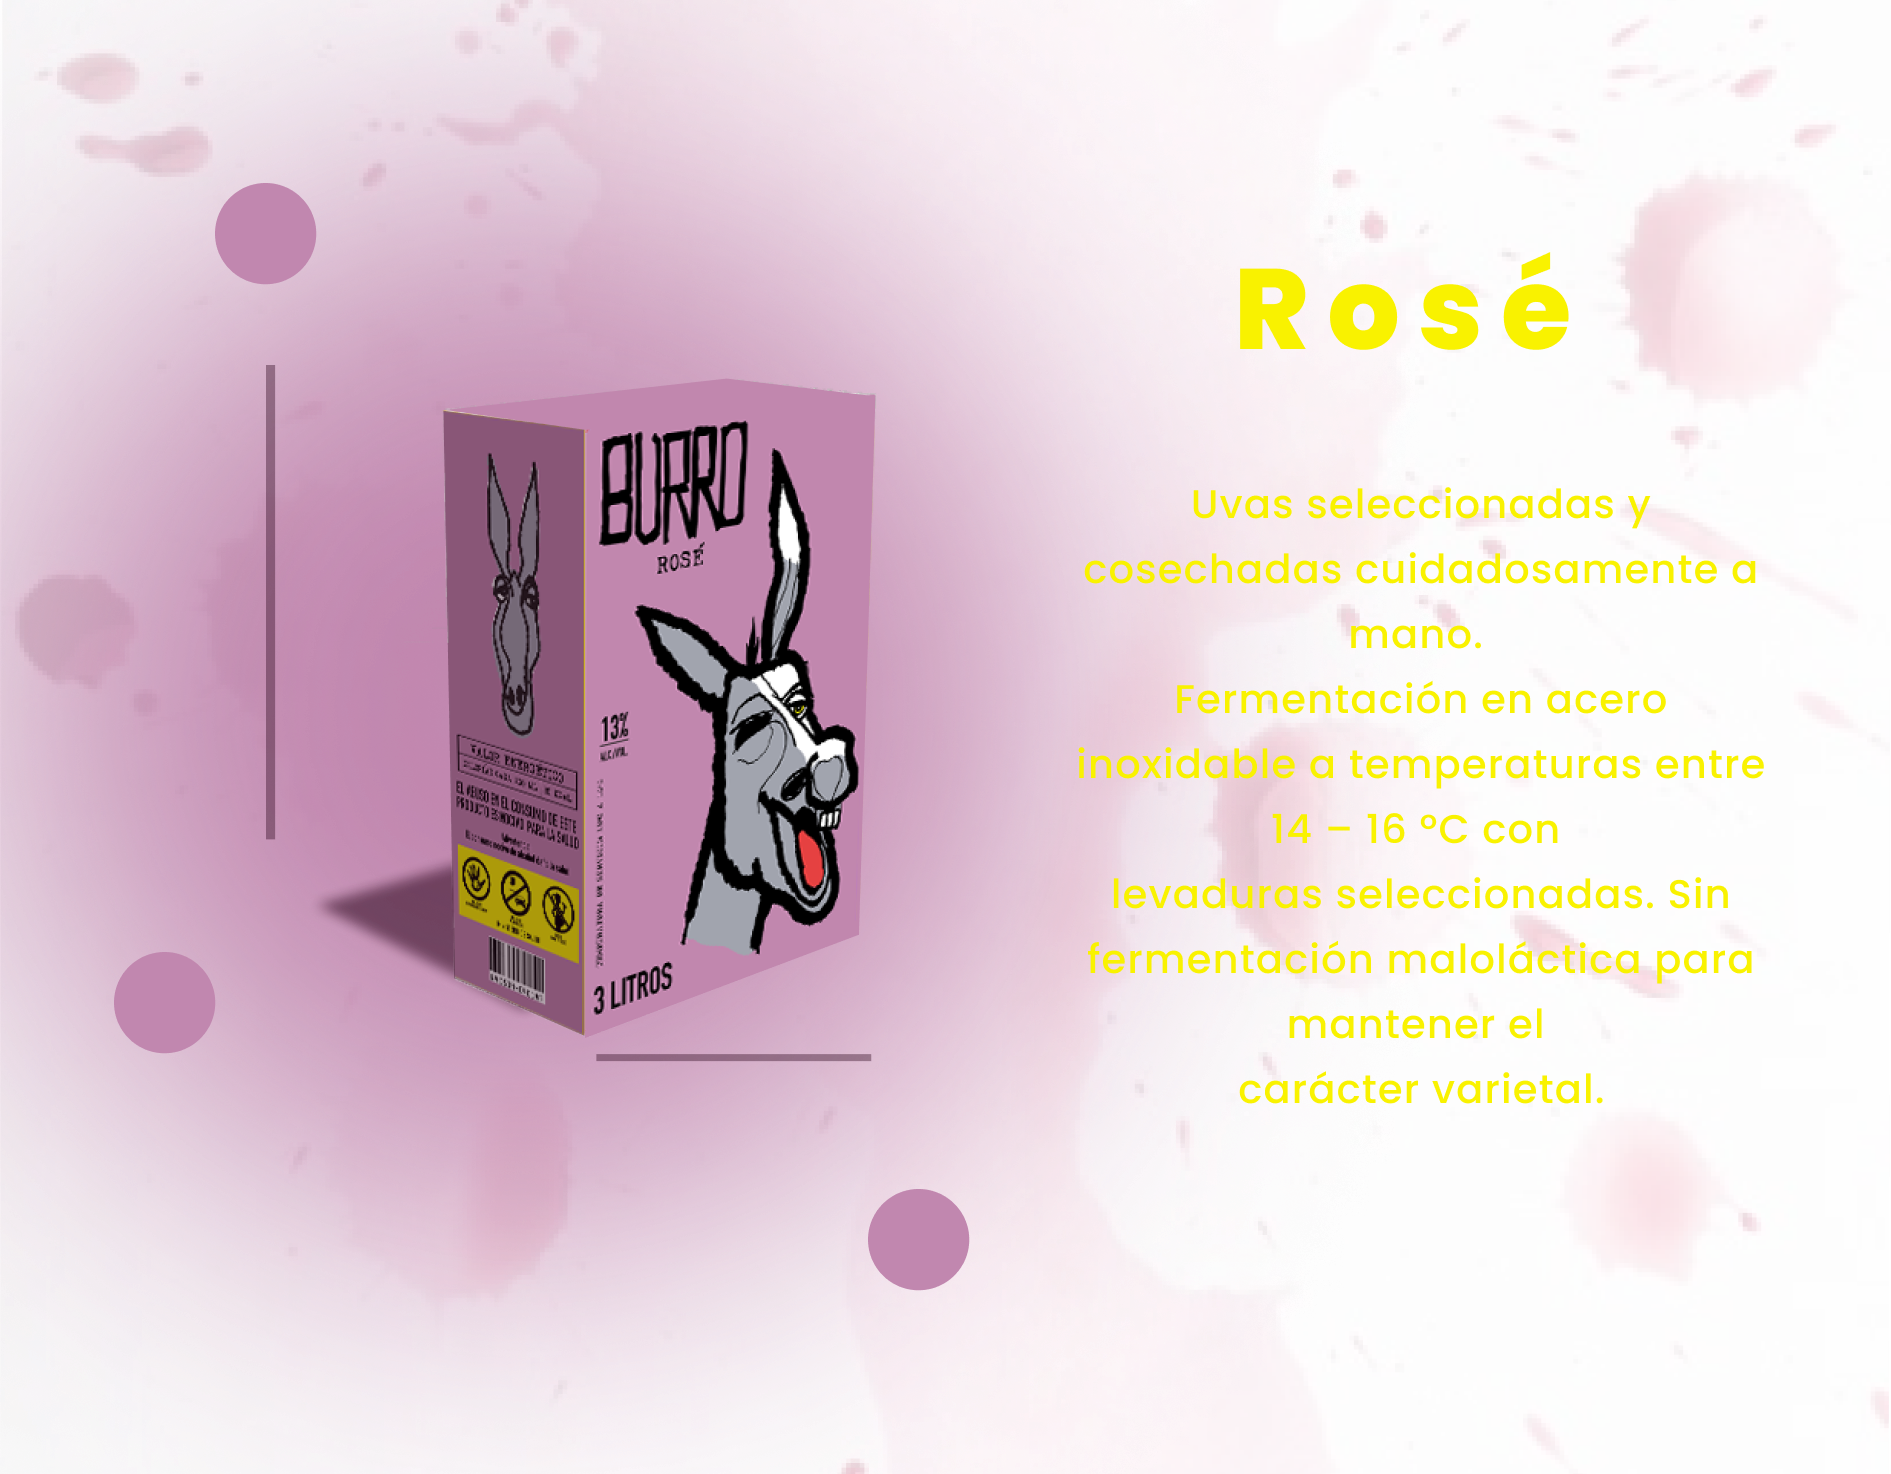 BURRO
ROSÉ
13%
ALC./VOL.
3 LITROS
VALOR ENERGÉTICO
EL ABUSO EN EL CONSUMO DE ESTE
PRODUCTO ES NOCIVO PARA LA SALUD
Rosé
Uvas seleccionadas y
cosechadas cuidadosamente a
mano.
Fermentación en acero
inoxidable a temperaturas entre
14 – 16 °C con
levaduras seleccionadas. Sin
fermentación maloláctica para
mantener el
carácter varietal.